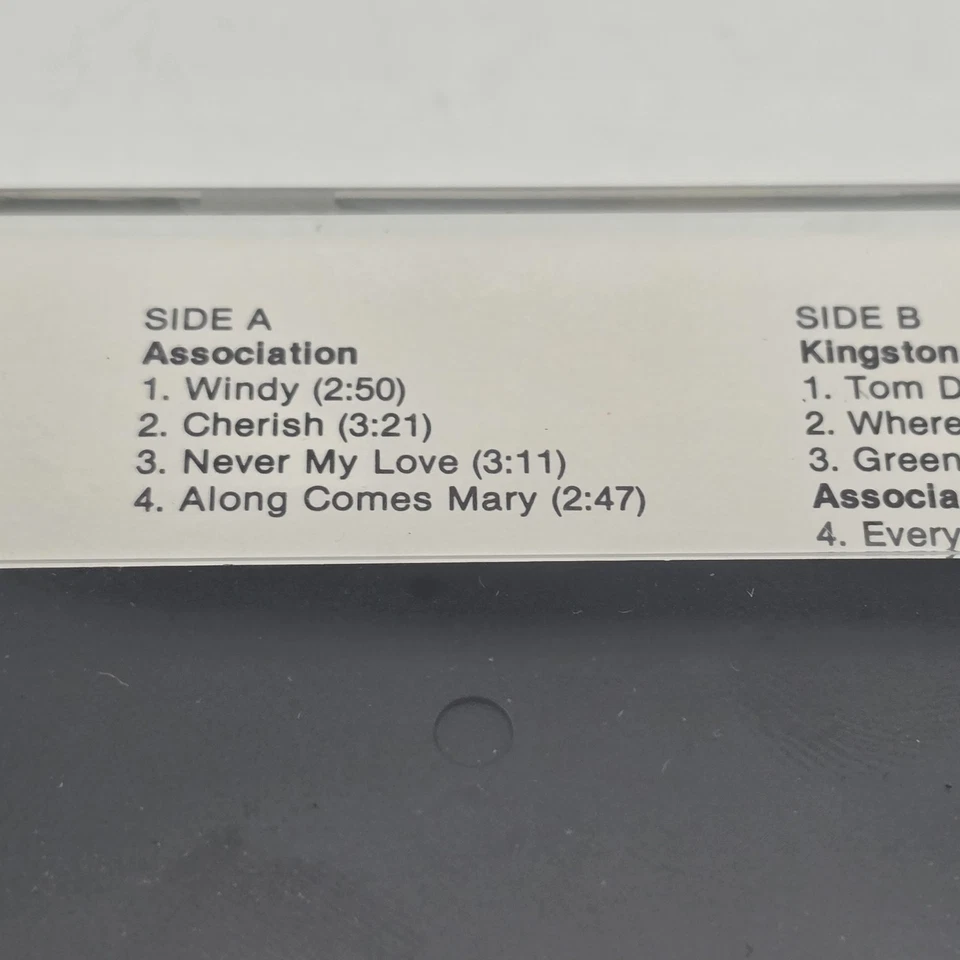 SIDE A
Association
1. Windy (2:50)
2. Cherish (3:21)
3. Never My Love (3:11)
4. Along Comes Mary (2:47)
SIDE B
Kingston
1. Tom D
2. Where
3. Green
Associa
4. Every